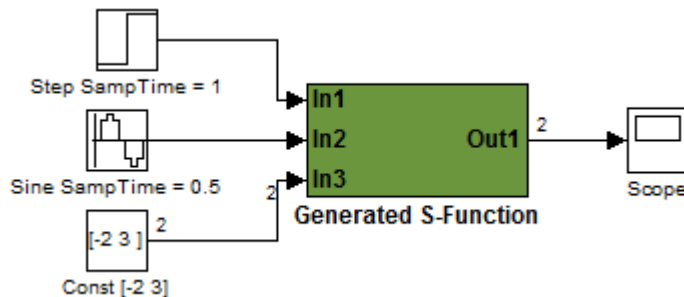 Step SampTime = 1
In1
In2
In3
Out1
2
Sine SampTime = 0.5
2
Scope
Generated S-Function
[-2 3 ]
2
Const [-2 3]